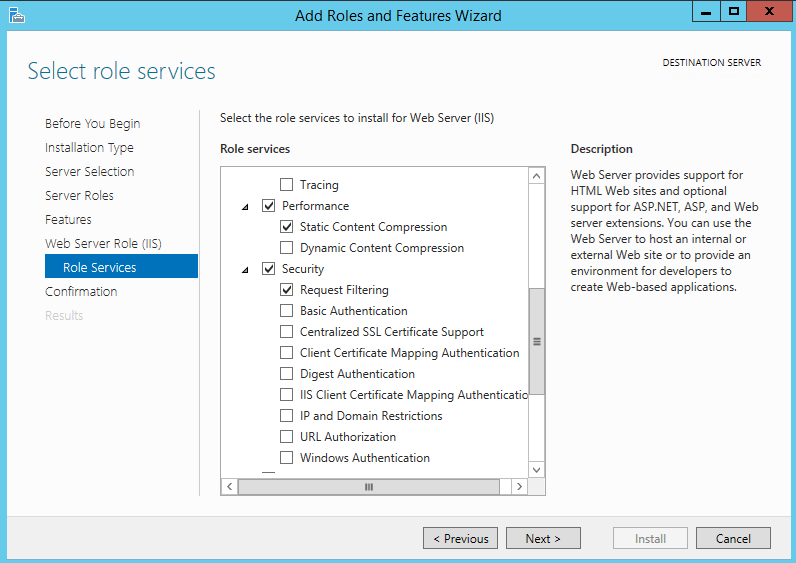 Add Roles and Features Wizard
Select role services
DESTINATION SERVER
Before You Begin
Installation Type
Server Selection
Server Roles
Features
Web Server Role (IIS)
Role Services
Confirmation
Results
Select the role services to install for Web Server (IIS)
Role services
Tracing
Performance
Static Content Compression
Dynamic Content Compression
Security
Request Filtering
Basic Authentication
Centralized SSL Certificate Support
Client Certificate Mapping Authentication
Digest Authentication
IIS Client Certificate Mapping Authenticatio
IP and Domain Restrictions
URL Authorization
Windows Authentication
Description
Web Server provides support for
HTML Web sites and optional
support for ASP.NET, ASP, and Web
server extensions. You can use the
Web Server to host an internal or
external Web site or to provide an
environment for developers to
create Web-based applications.
< Previous
Next >
Install
Cancel